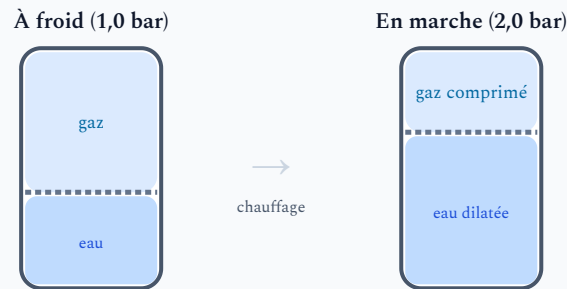 À froid (1,0 bar)
En marche (2,0 bar)
gaz
gaz comprimé
→
chauffage
eau
eau dilatée